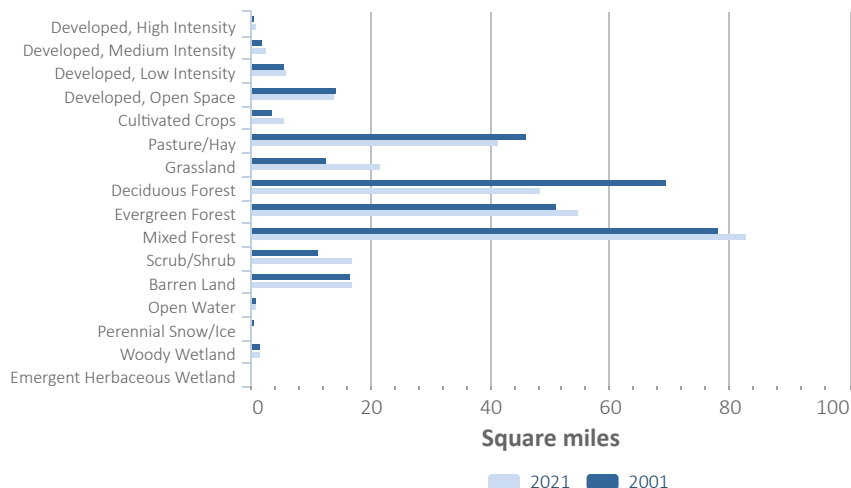 Developed, High Intensity
Developed, Medium Intensity
Developed, Low Intensity
Developed, Open Space
Cultivated Crops
Pasture/Hay
Grassland
Deciduous Forest
Evergreen Forest
Mixed Forest
Scrub/Shrub
Barren Land
Open Water
Perennial Snow/Ice
Woody Wetland
Emergent Herbaceous Wetland
0 20 40 60 80 100
Square miles
2021 2001